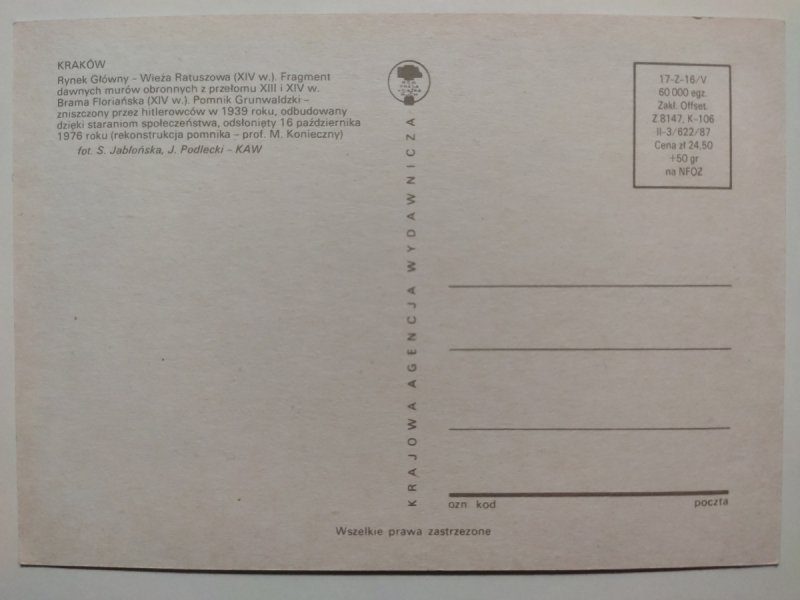 KRAKÓW
Rynek Główny – Wieża Ratuszowa (XIV w.). Fragment
dawnych murów obronnych z przełomu XIII i XIV w.
Brama Floriańska (XIV w.). Pomnik Grunwaldzki –
zniszczony przez hitlerowców w 1939 roku, odbudowany
dzięki staraniom społeczeństwa, odsłonięty 16 października
1976 roku (rekonstrukcja pomnika – prof. M. Konieczny)
fot. S. Jabłońska, J. Podlecki – KAW
KRAJOWA AGENCJA WYDAWNICZA
17-Z-16/V
60 000 egz.
Zakł. Offset.
Z.8147, K-106
II-3/622/87
Cena zł 24,50
+50 gr
na NFOZ
ozn kod
poczta
Wszelkie prawa zastrzezone